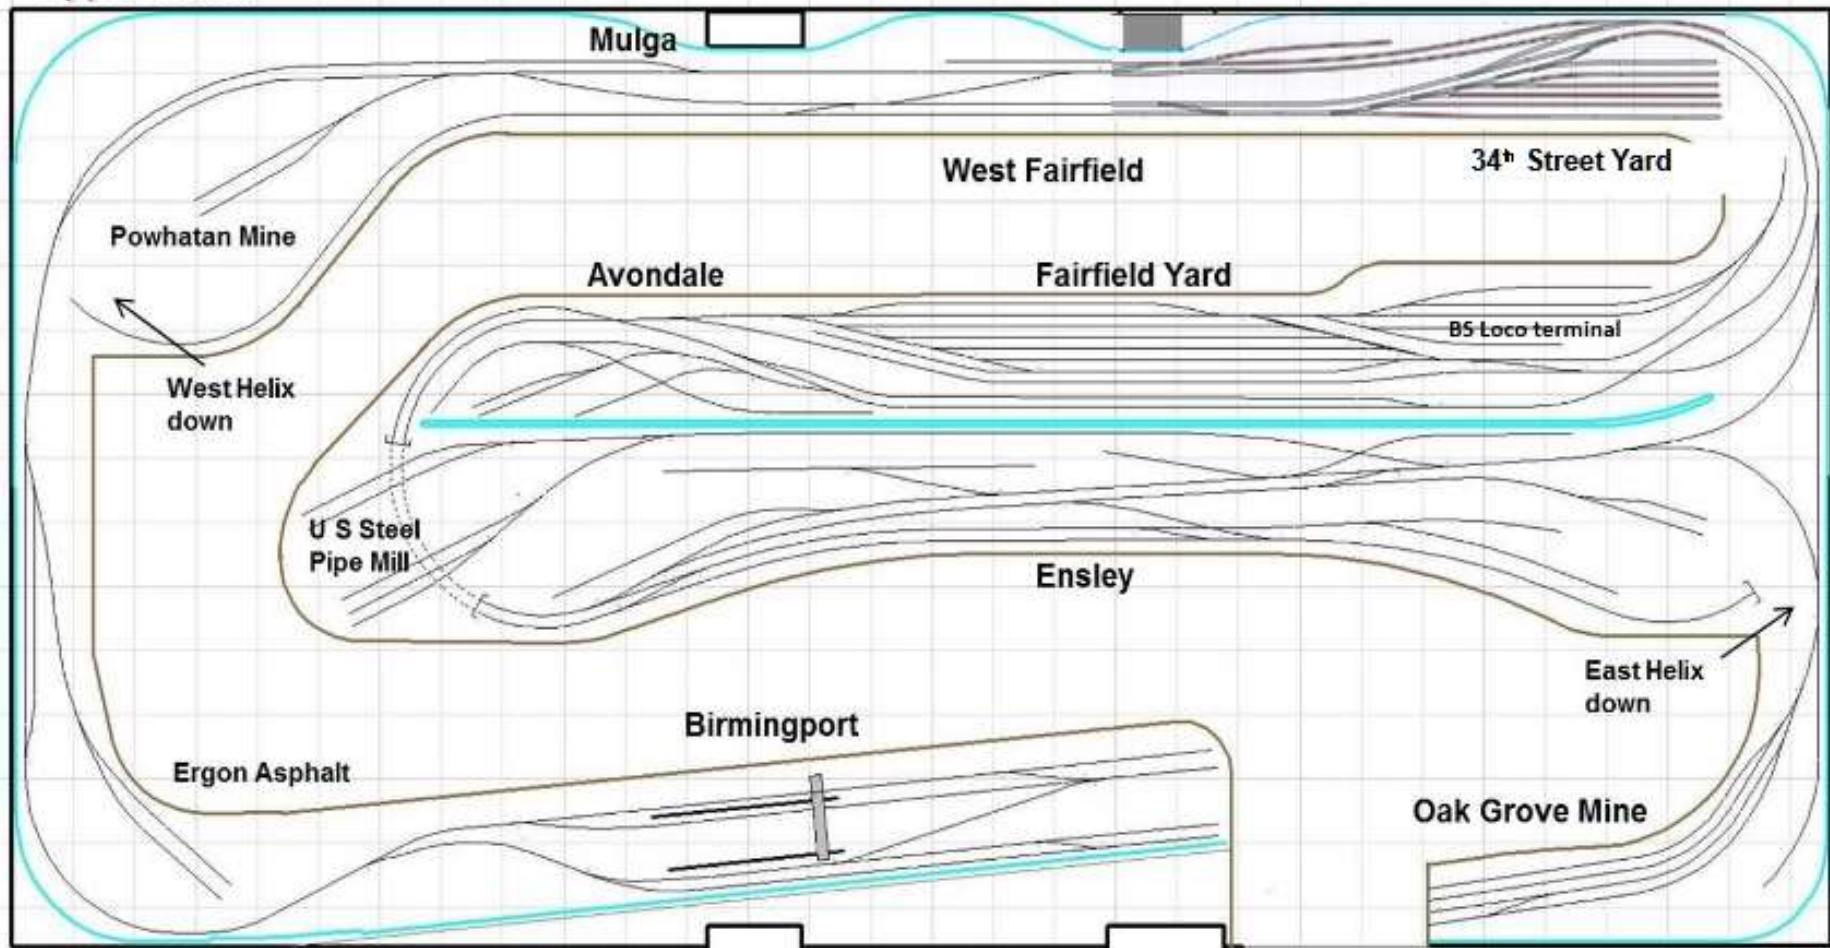 Mulga
34th Street Yard
West Fairfield
Powhatan Mine
Avondale
Fairfield Yard
BS Loco terminal
West Helix
down
U S Steel
Pipe Mill
Ensley
East Helix
down
Birmingport
Ergon Asphalt
Oak Grove Mine